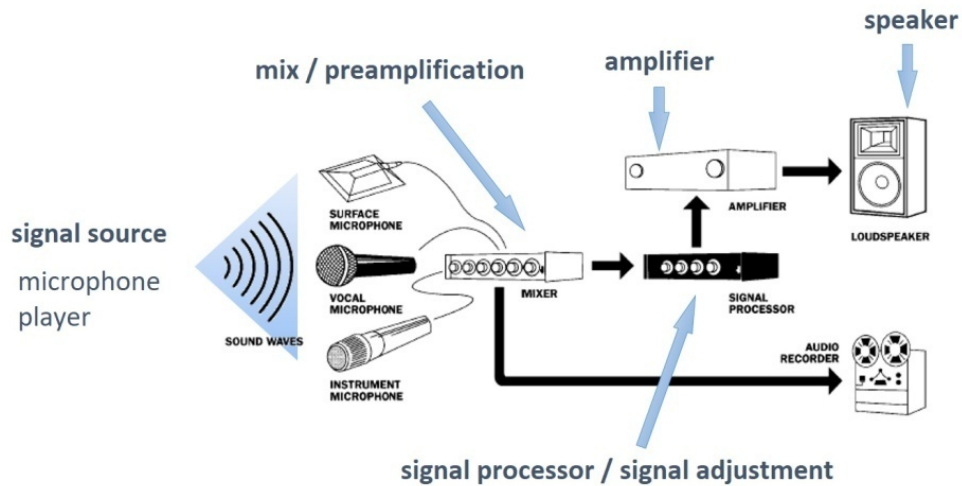 speaker
mix / preamplification
amplifier
SURFACE
MICROPHONE
AMPLIFIER
LOUDSPEAKER
signal source
microphone
player
VOCAL
MICROPHONE
MIXER
SIGNAL
PROCESSOR
SOUND WAVES
AUDIO
RECORDER
INSTRUMENT
MICROPHONE
signal processor / signal adjustment